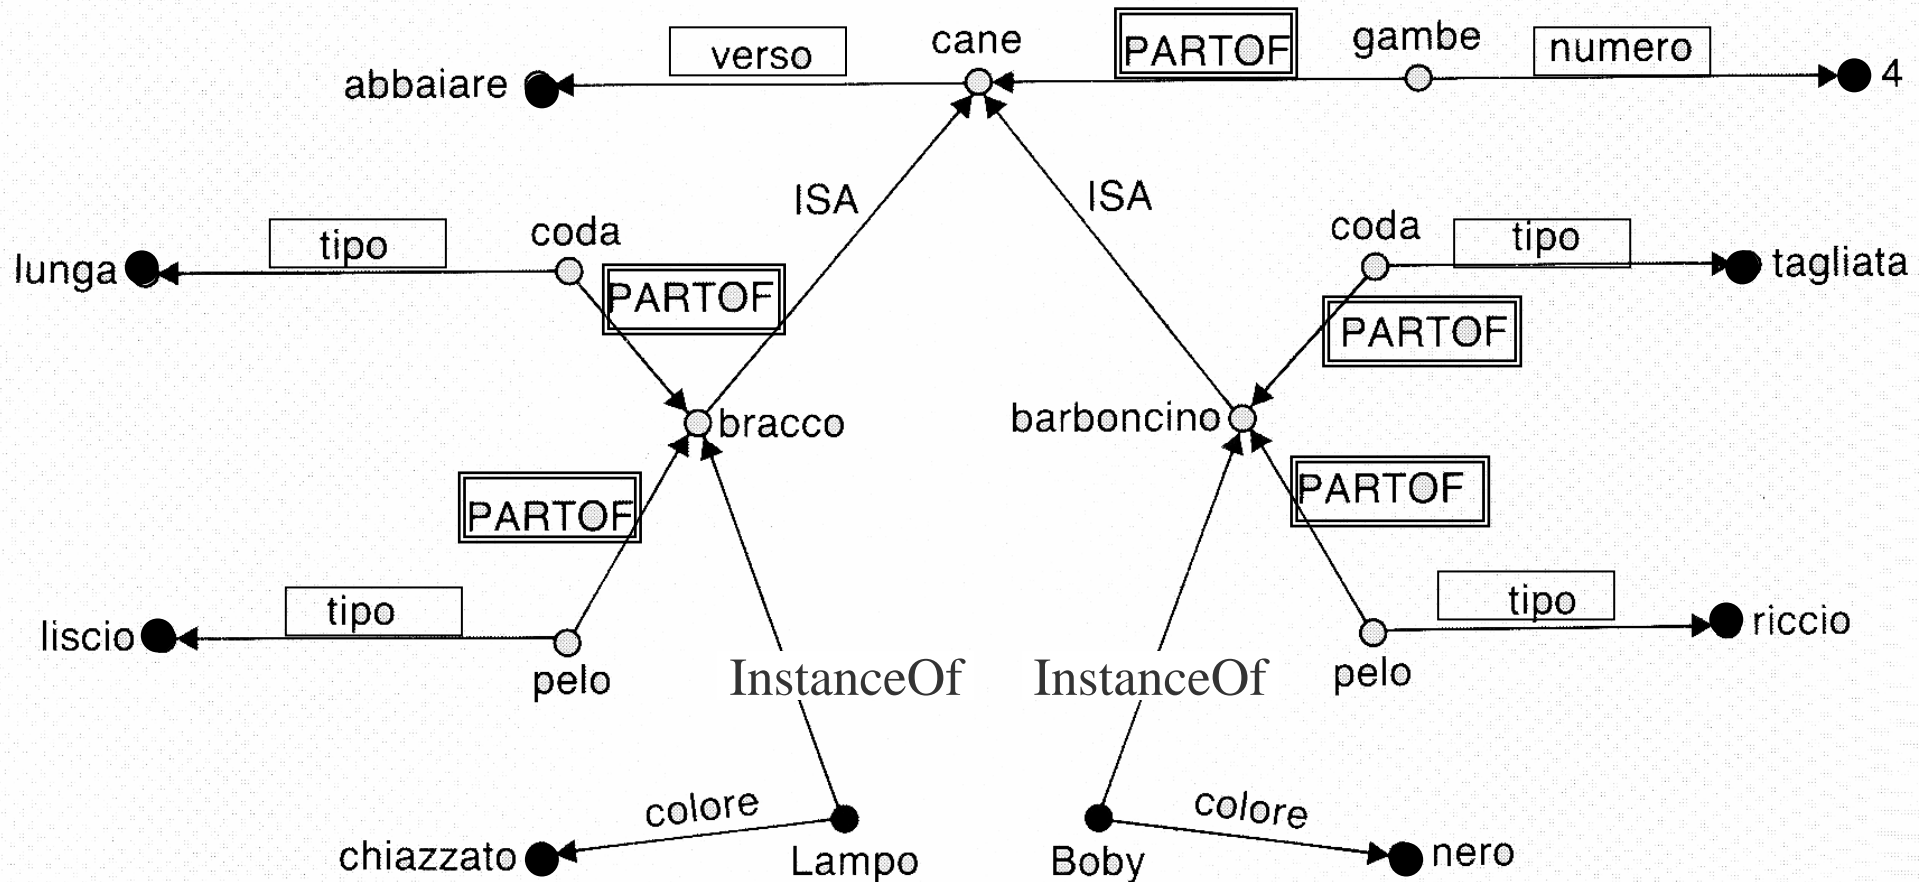 cane
PARTOF
gambe
numero
verso
abbaiare
4
ISA
ISA
coda
tipo
lunga
PARTOF
coda
tipo
tagliata
PARTOF
bracco
barboncino
PARTOF
PARTOF
tipo
liscio
pelo
tipo
riccio
pelo
InstanceOf
InstanceOf
colore
chiazzato
Lampo
colore
Boby
nero